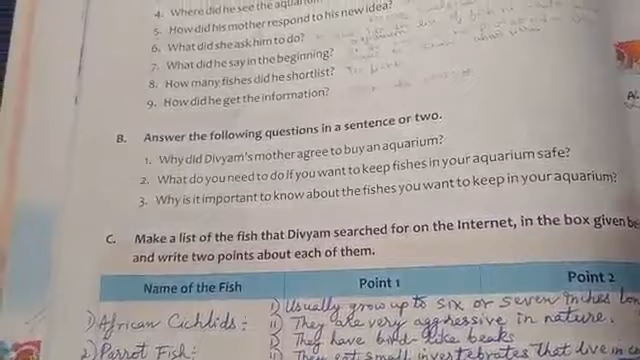 4. Where did he see the
5. How did his mother respond to his new idea?
6. What did she ask him to do?
7. What did he say in the beginning?
8. How many fishes did he shortlist?
9. How did he get the information?
B. Answer the following questions in a sentence or two.
1. Why did Divyam's mother agree to buy an aquarium?
2. What do you need to do if you want to keep fishes in your aquarium safe?
3. Why is it important to know about the fishes you want to keep in your aquarium?
C. Make a list of the fish that Divyam searched for on the Internet, in the box given
and write two points about each of them.
Name of the Fish Point 1 Point 2
i) Usually grow up to six or seven inches
1) African Cichlids :- ii) They are very aggressive in nature.
i) They have bird-like beaks
2) Parrot Fish:- ii) They eat small invertebrates that live in